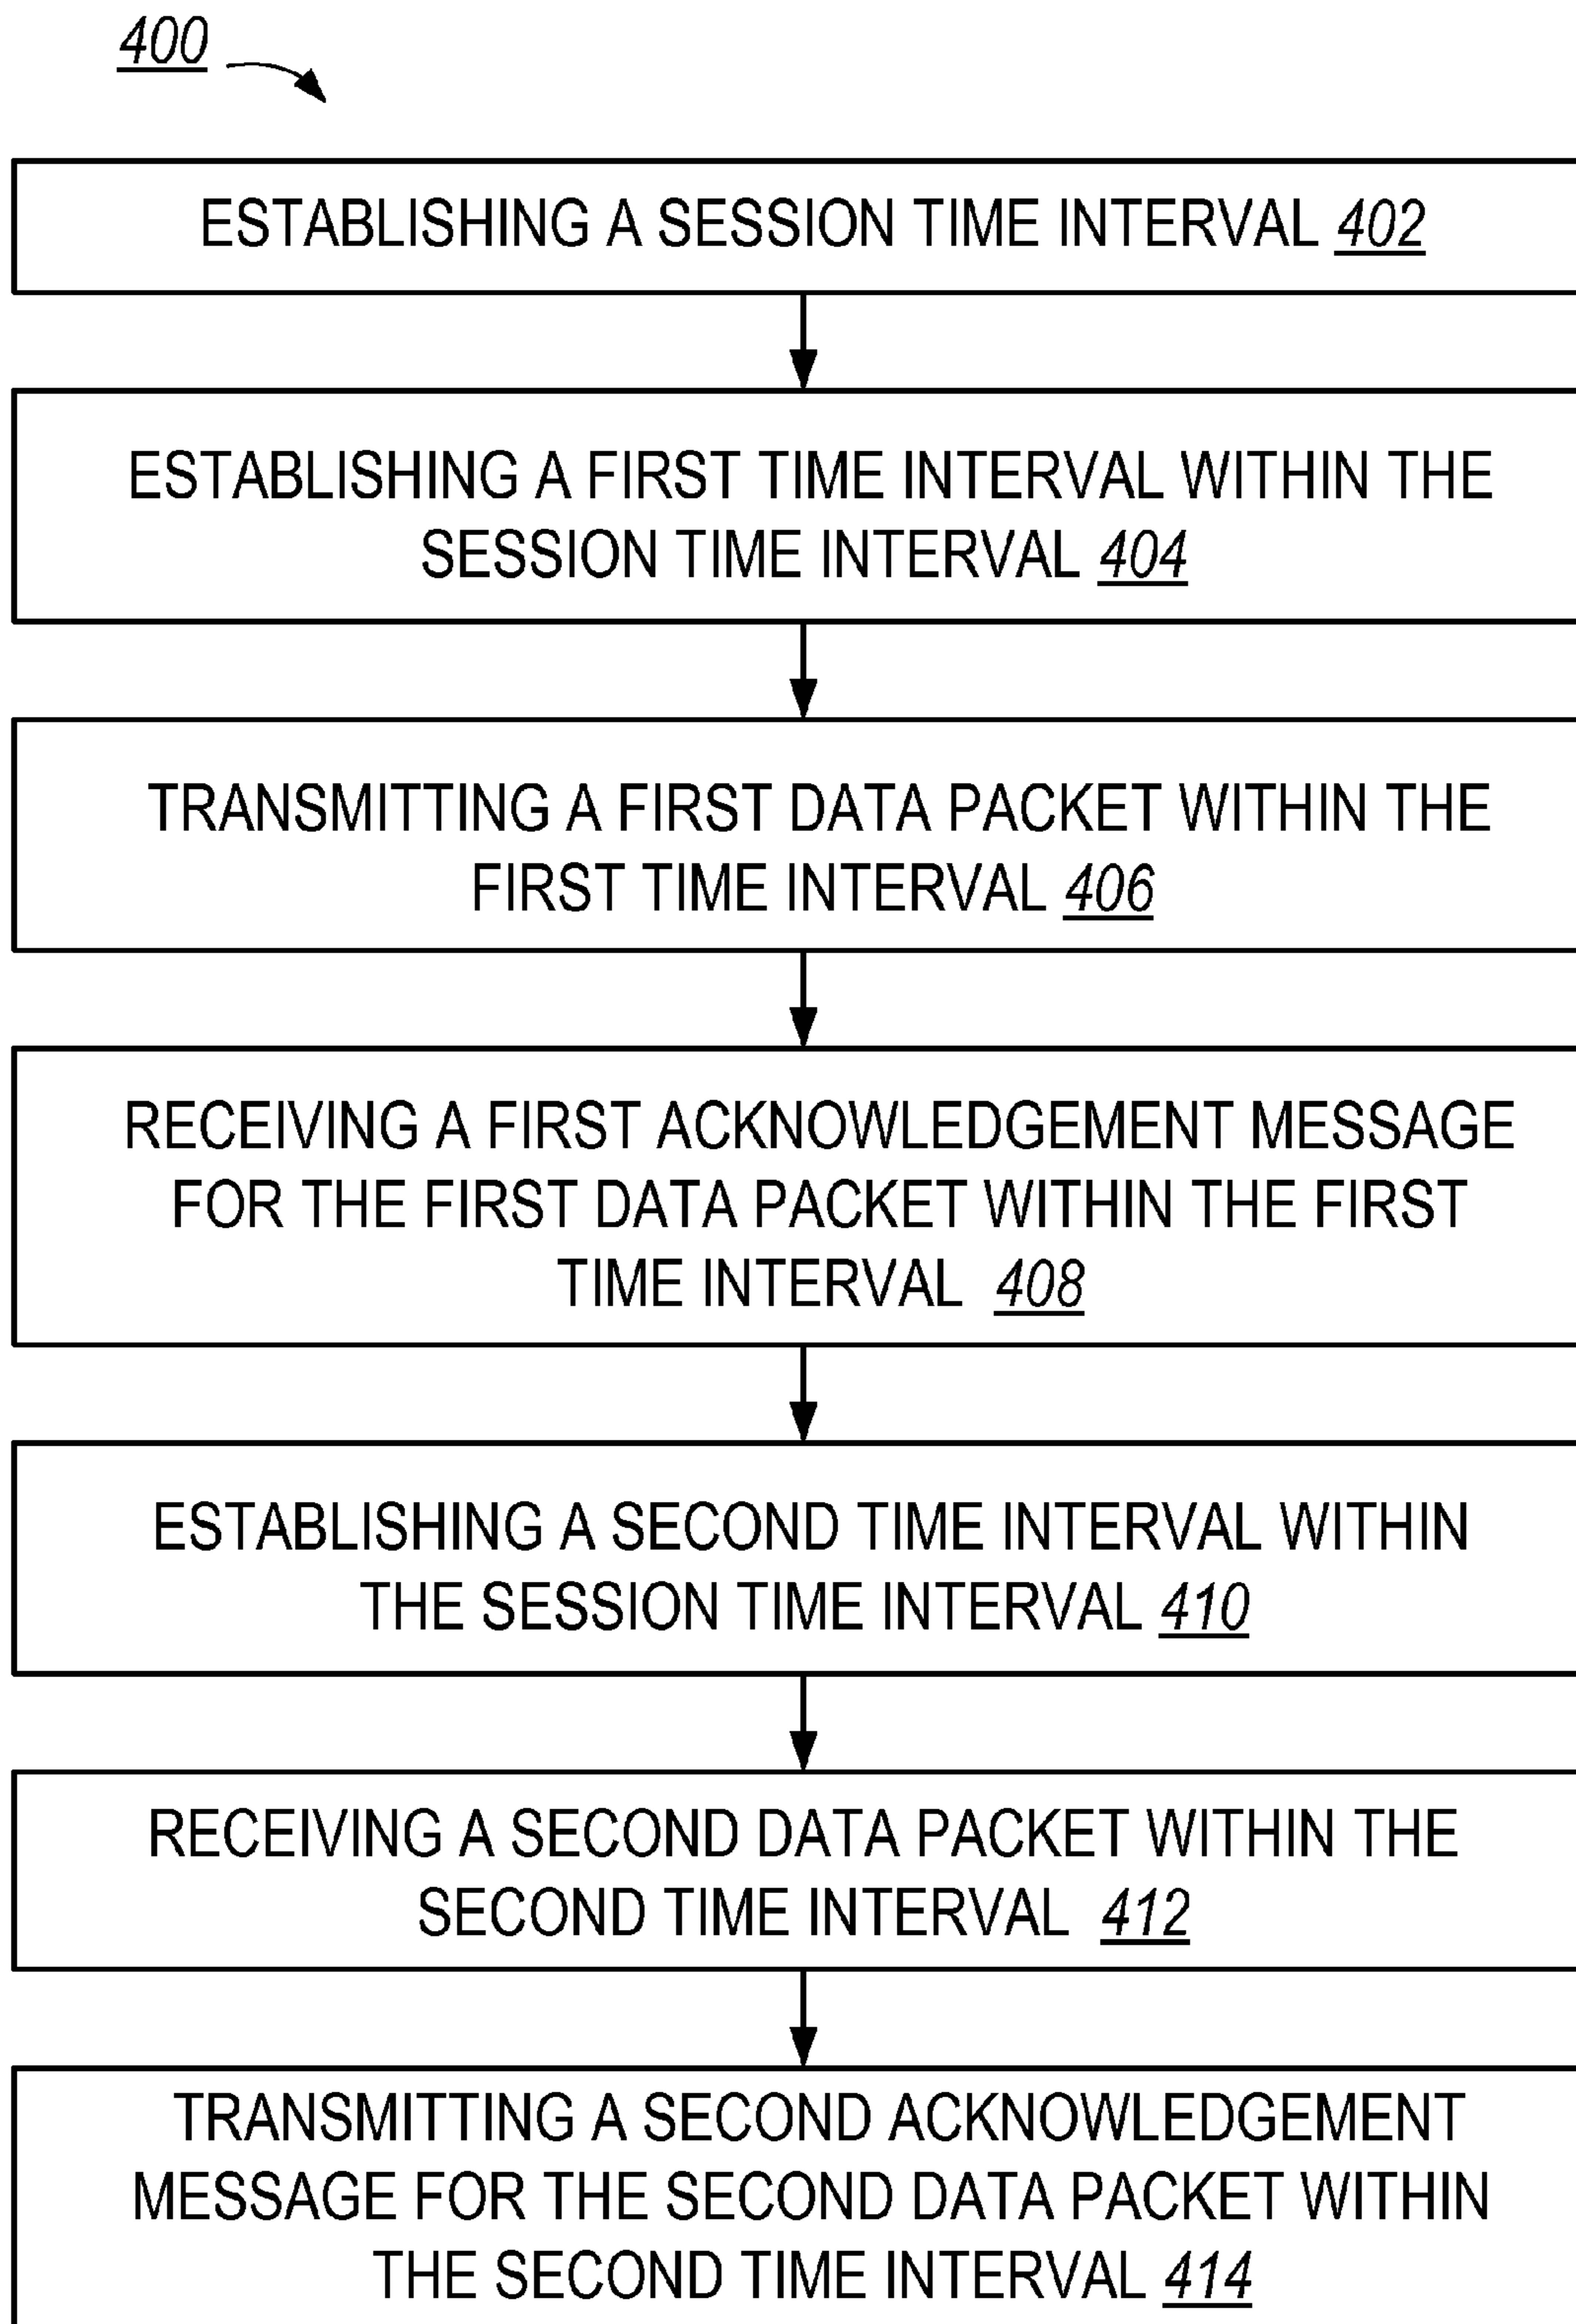 400
ESTABLISHING A SESSION TIME INTERVAL 402
ESTABLISHING A FIRST TIME INTERVAL WITHIN THE
SESSION TIME INTERVAL 404
TRANSMITTING A FIRST DATA PACKET WITHIN THE
FIRST TIME INTERVAL 406
RECEIVING A FIRST ACKNOWLEDGEMENT MESSAGE
FOR THE FIRST DATA PACKET WITHIN THE FIRST
TIME INTERVAL 408
ESTABLISHING A SECOND TIME INTERVAL WITHIN
THE SESSION TIME INTERVAL 410
RECEIVING A SECOND DATA PACKET WITHIN THE
SECOND TIME INTERVAL 412
TRANSMITTING A SECOND ACKNOWLEDGEMENT
MESSAGE FOR THE SECOND DATA PACKET WITHIN
THE SECOND TIME INTERVAL 414